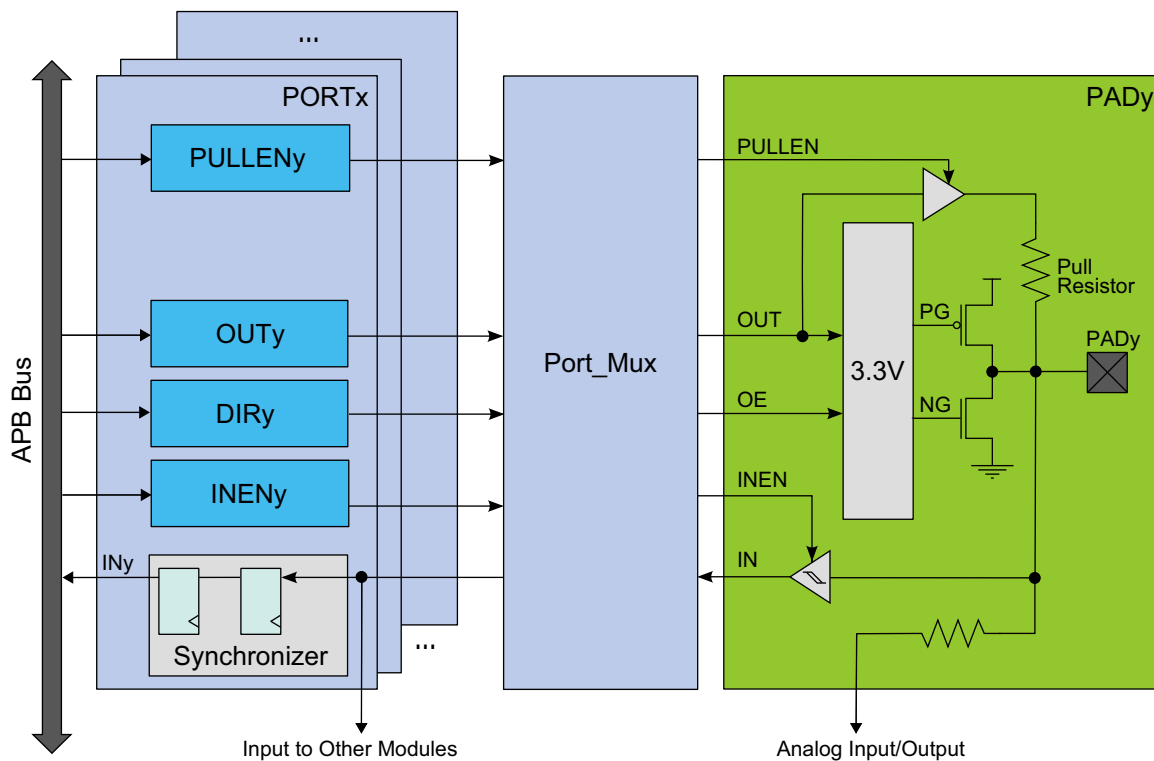 ...
PORTx
PADy
PULLENy
PULLEN
Pull
Resistor
OUTy
OUT
PG
PADy
APB Bus
Port_Mux
3.3V
DIRy
OE
NG
INENy
INEN
INy
IN
Synchronizer
...
Input to Other Modules
Analog Input/Output